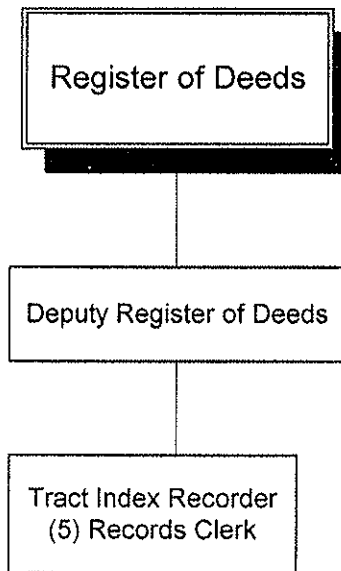 Register of Deeds
Deputy Register of Deeds
Tract Index Recorder
(5) Records Clerk